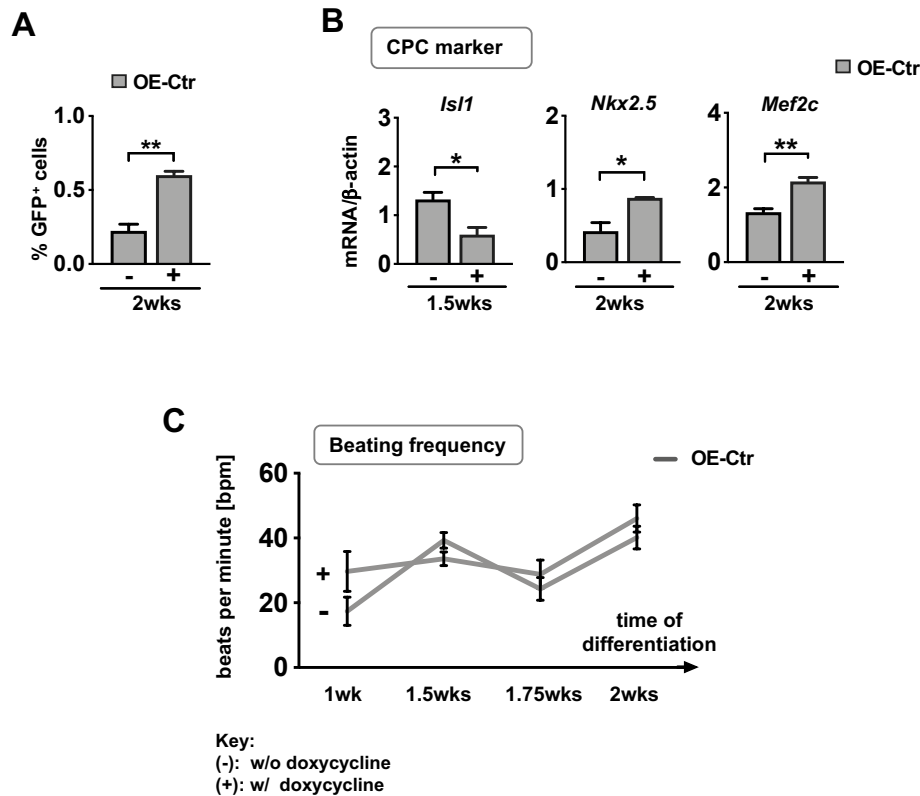 A
OE-Ctr
% GFP⁺ cells
1.0
0.5
0.0
**
- +
2wks
B
CPC marker
OE-Ctr
mRNA/β-actin
Isl1
3
2
1
0
*
- +
1.5wks
Nkx2.5
2
1
0
*
- +
2wks
Mef2c
4
2
0
**
- +
2wks
C
Beating frequency
OE-Ctr
beats per minute [bpm]
60
40
20
0
+
-
time of
differentiation
1wk 1.5wks 1.75wks 2wks
Key:
(-): w/o doxycycline
(+): w/ doxycycline